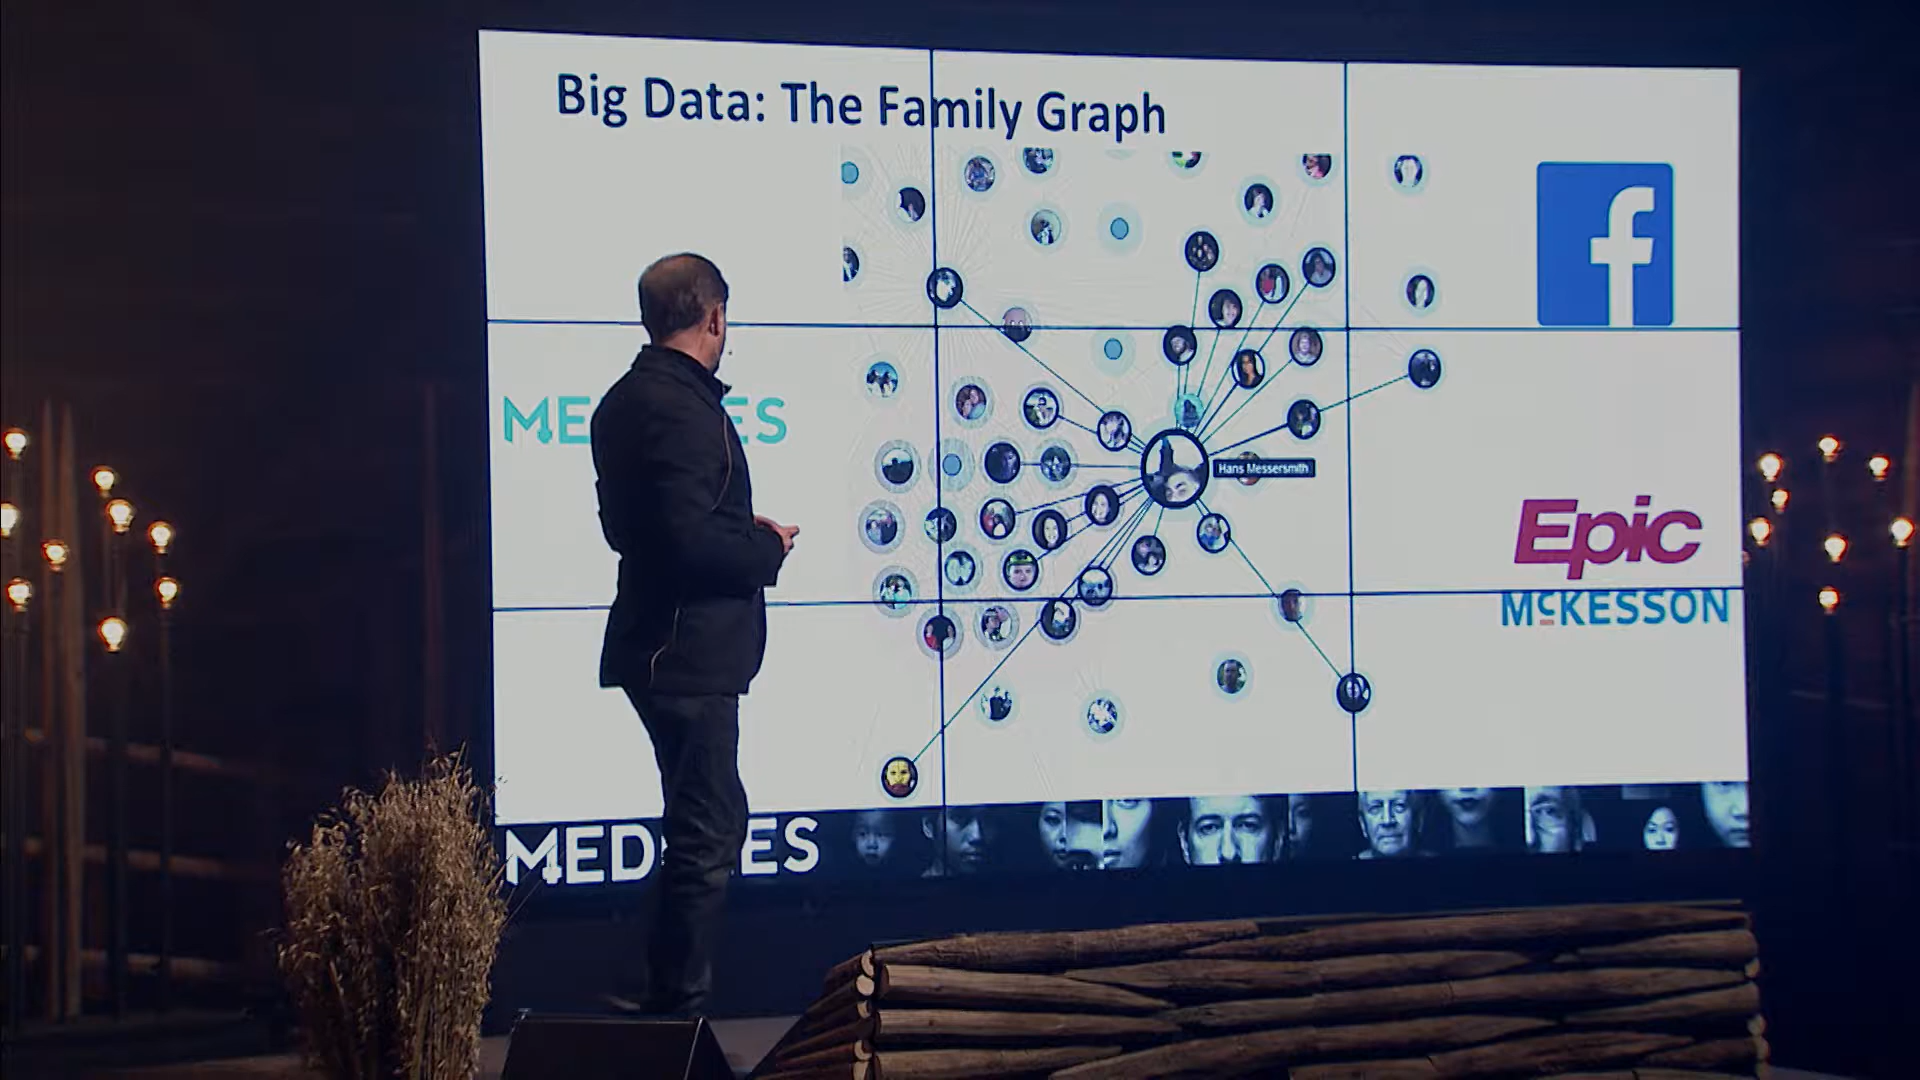 Big Data: The Family Graph
f
Hans Messersmith
Epic
McKESSON